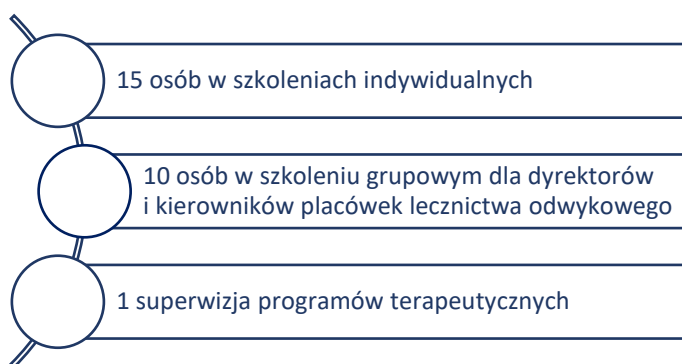 15 osób w szkoleniach indywidualnych
10 osób w szkoleniu grupowym dla dyrektorów
i kierowników placówek lecznictwa odwykowego
1 superwizja programów terapeutycznych